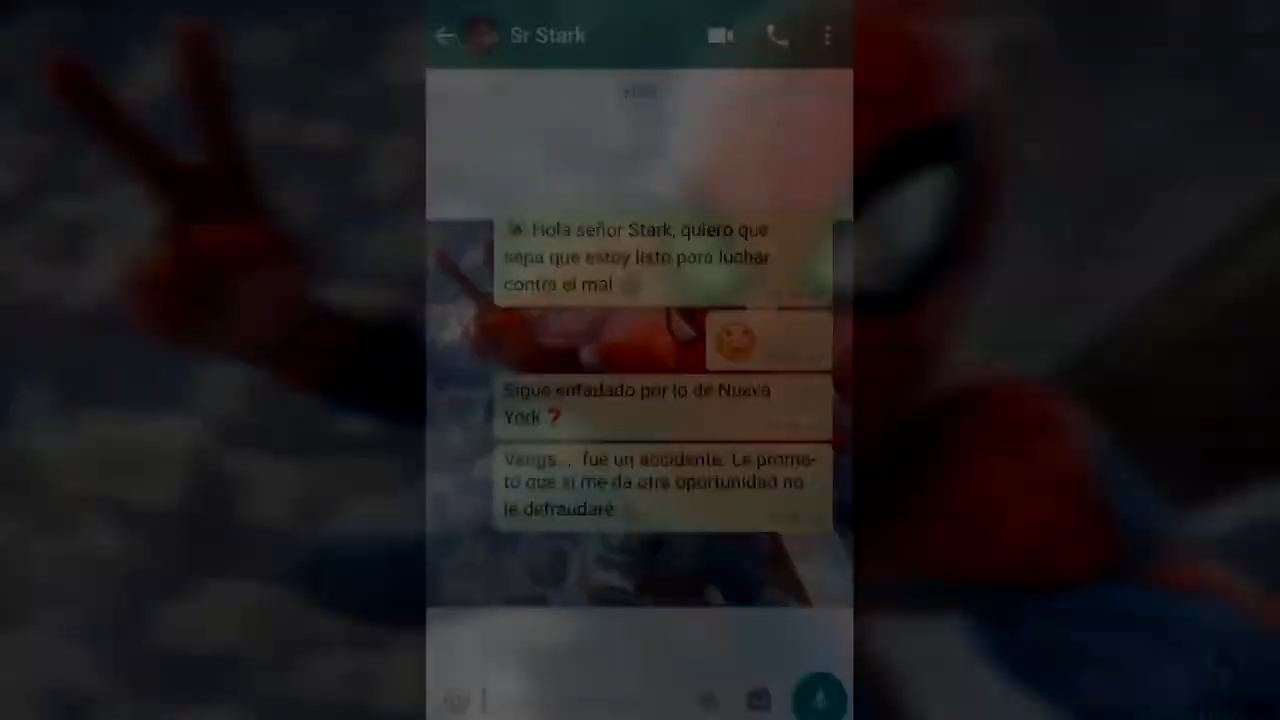 Sr Stark
Hola señor Stark, quiero que
sepa que estoy listo para luchar
contra el mal
Sigue enfadado por lo de Nueva
York ?
Venga... fue un accidente. Le prome-
to que si me da otra oportunidad no
le defraudaré